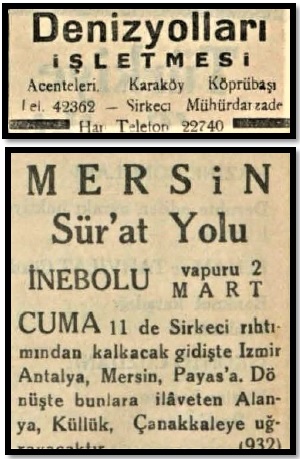 Denizyolları
İŞLETMESİ
Acenteleri. Karaköy Köprübaşı
Tel. 42362 — Sirkeci Mühürdarzade
Han Telefon 22740
MERSİN
Sür'at Yolu
İNEBOLU vapuru 2
MART
CUMA 11 de Sirkeci rıhtı-
mından kalkacak gidişte Izmir
Antalya, Mersin, Payas'a. Dö
nüşte bunlara ilâveten Alan-
ya, Küllük, Çanakkaleye uğ-
rayacaktır. (932)